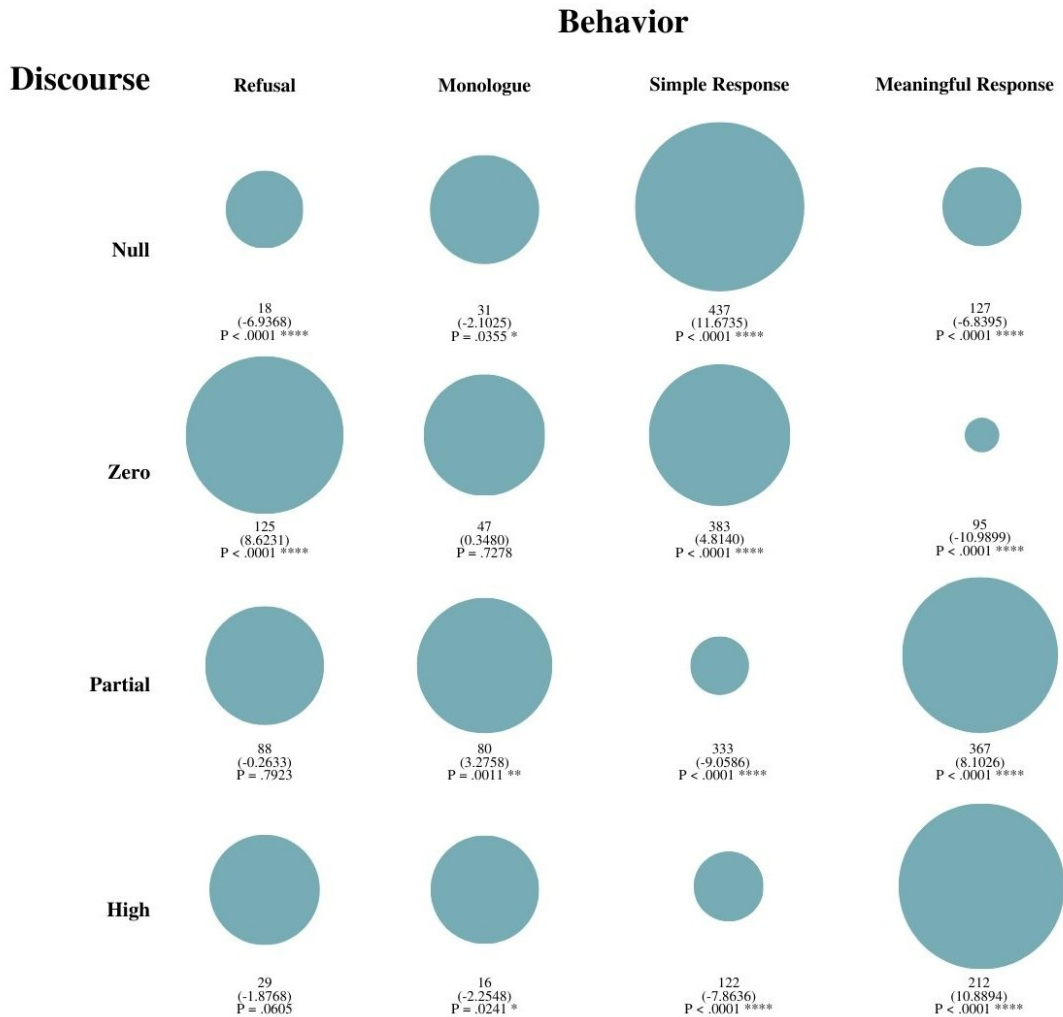 Behavior
Discourse
Refusal
Monologue
Simple Response
Meaningful Response
Null
18
(-6.9368)
P < .0001 ****
31
(-2.1025)
P = .0355 *
437
(11.6735)
P < .0001 ****
127
(-6.8395)
P < .0001 ****
Zero
125
(8.6231)
P < .0001 ****
47
(0.3480)
P = .7278
383
(4.8140)
P < .0001 ****
95
(-10.9899)
P < .0001 ****
Partial
88
(-0.2633)
P = .7923
80
(3.2758)
P = .0011 **
333
(-9.0586)
P < .0001 ****
367
(8.1026)
P < .0001 ****
High
29
(-1.8768)
P = .0605
16
(-2.2548)
P = .0241 *
122
(-7.8636)
P < .0001 ****
212
(10.8894)
P < .0001 ****